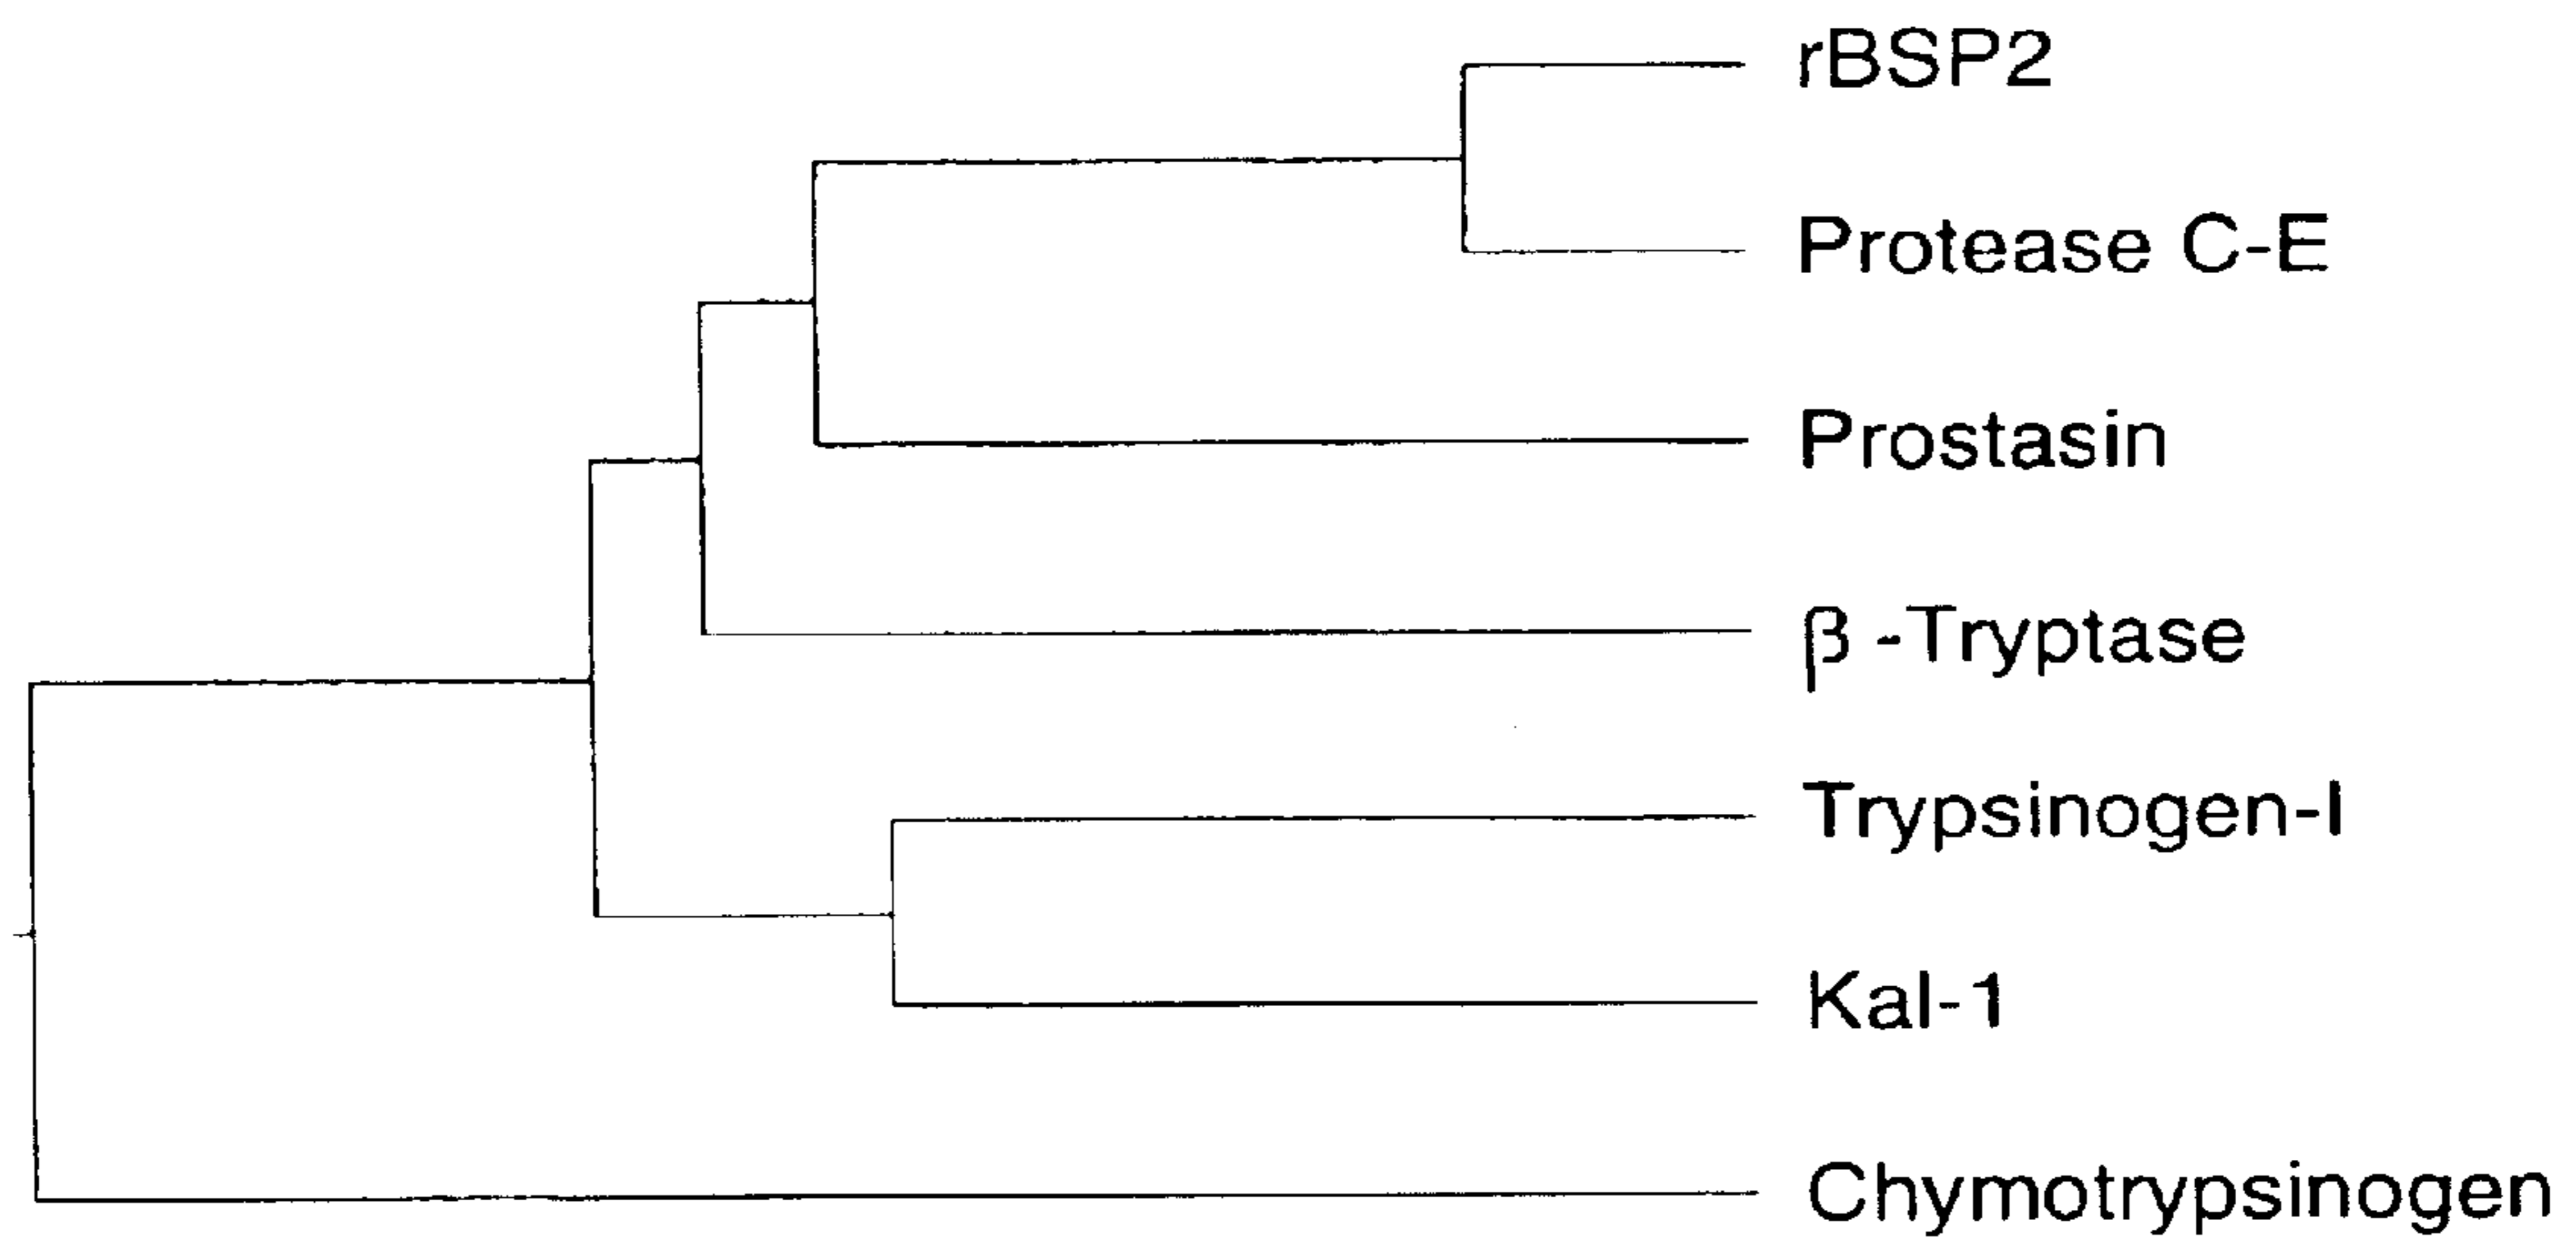 rBSP2
Protease C-E
Prostasin
β -Tryptase
Trypsinogen-I
Kal-1
Chymotrypsinogen